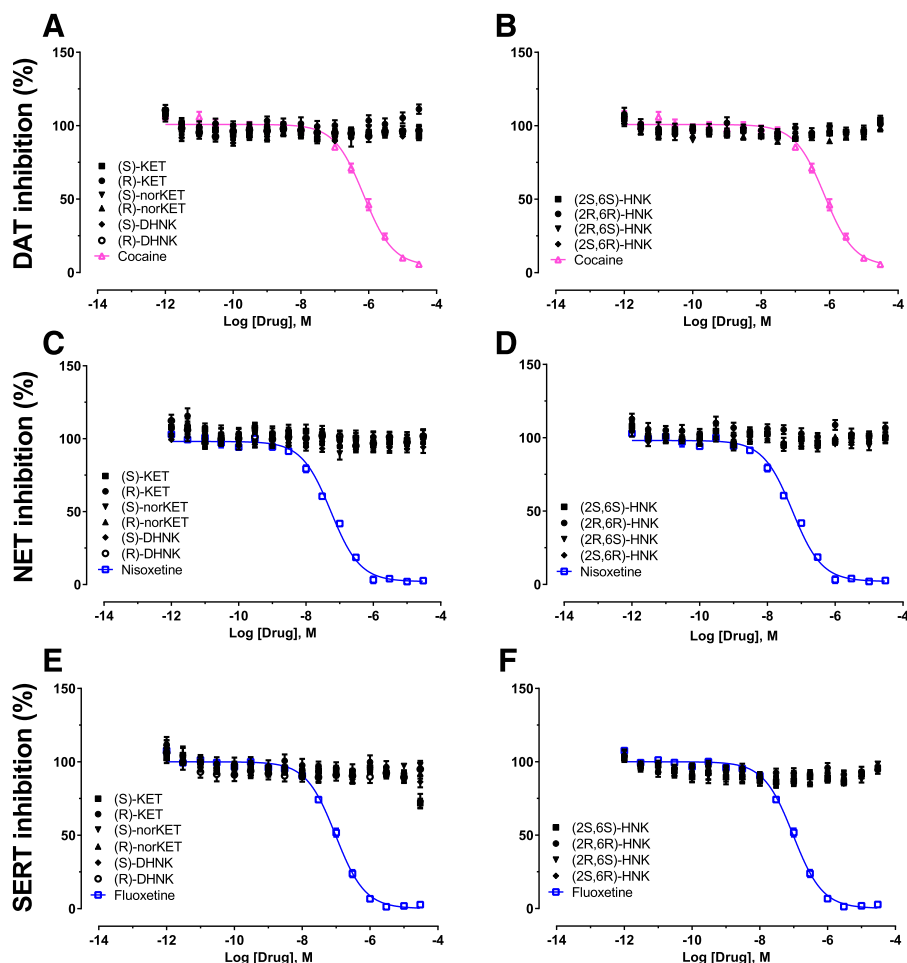 A
DAT inhibition (%)
150
100
50
0
(S)-KET
(R)-KET
(S)-norKET
(R)-norKET
(S)-DHNK
(R)-DHNK
Cocaine
-14
-12
-10
-8
-6
-4
Log [Drug], M
B
150
100
50
0
(2S,6S)-HNK
(2R,6R)-HNK
(2R,6S)-HNK
(2S,6R)-HNK
Cocaine
-14
-12
-10
-8
-6
-4
Log [Drug], M
C
NET inhibition (%)
150
100
50
0
(S)-KET
(R)-KET
(S)-norKET
(R)-norKET
(S)-DHNK
(R)-DHNK
Nisoxetine
-14
-12
-10
-8
-6
-4
Log [Drug], M
D
150
100
50
0
(2S,6S)-HNK
(2R,6R)-HNK
(2R,6S)-HNK
(2S,6R)-HNK
Nisoxetine
-14
-12
-10
-8
-6
-4
Log [Drug], M
E
SERT inhibition (%)
150
100
50
0
(S)-KET
(R)-KET
(S)-norKET
(R)-norKET
(S)-DHNK
(R)-DHNK
Fluoxetine
-14
-12
-10
-8
-6
-4
Log [Drug], M
F
150
100
50
0
(2S,6S)-HNK
(2R,6R)-HNK
(2R,6S)-HNK
(2S,6R)-HNK
Fluoxetine
-14
-12
-10
-8
-6
-4
Log [Drug], M